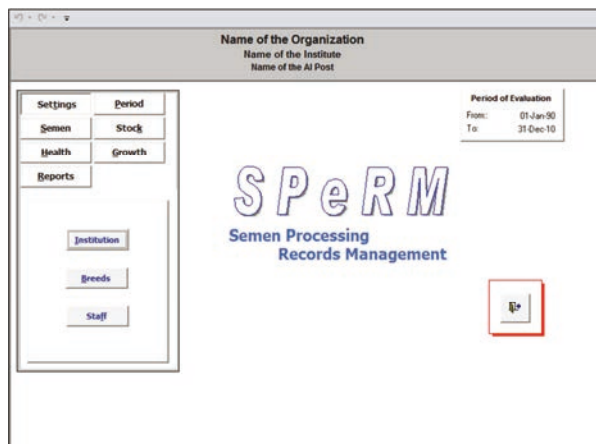 Name of the Organization
Name of the Institute
Name of the AI Post
Settings Period
Semen Stock
Health Growth
Reports
Institution
Breeds
Staff
Period of Evaluation
From: 01-Jan-90
To: 31-Dec-10
SPeRM
Semen Processing
Records Management